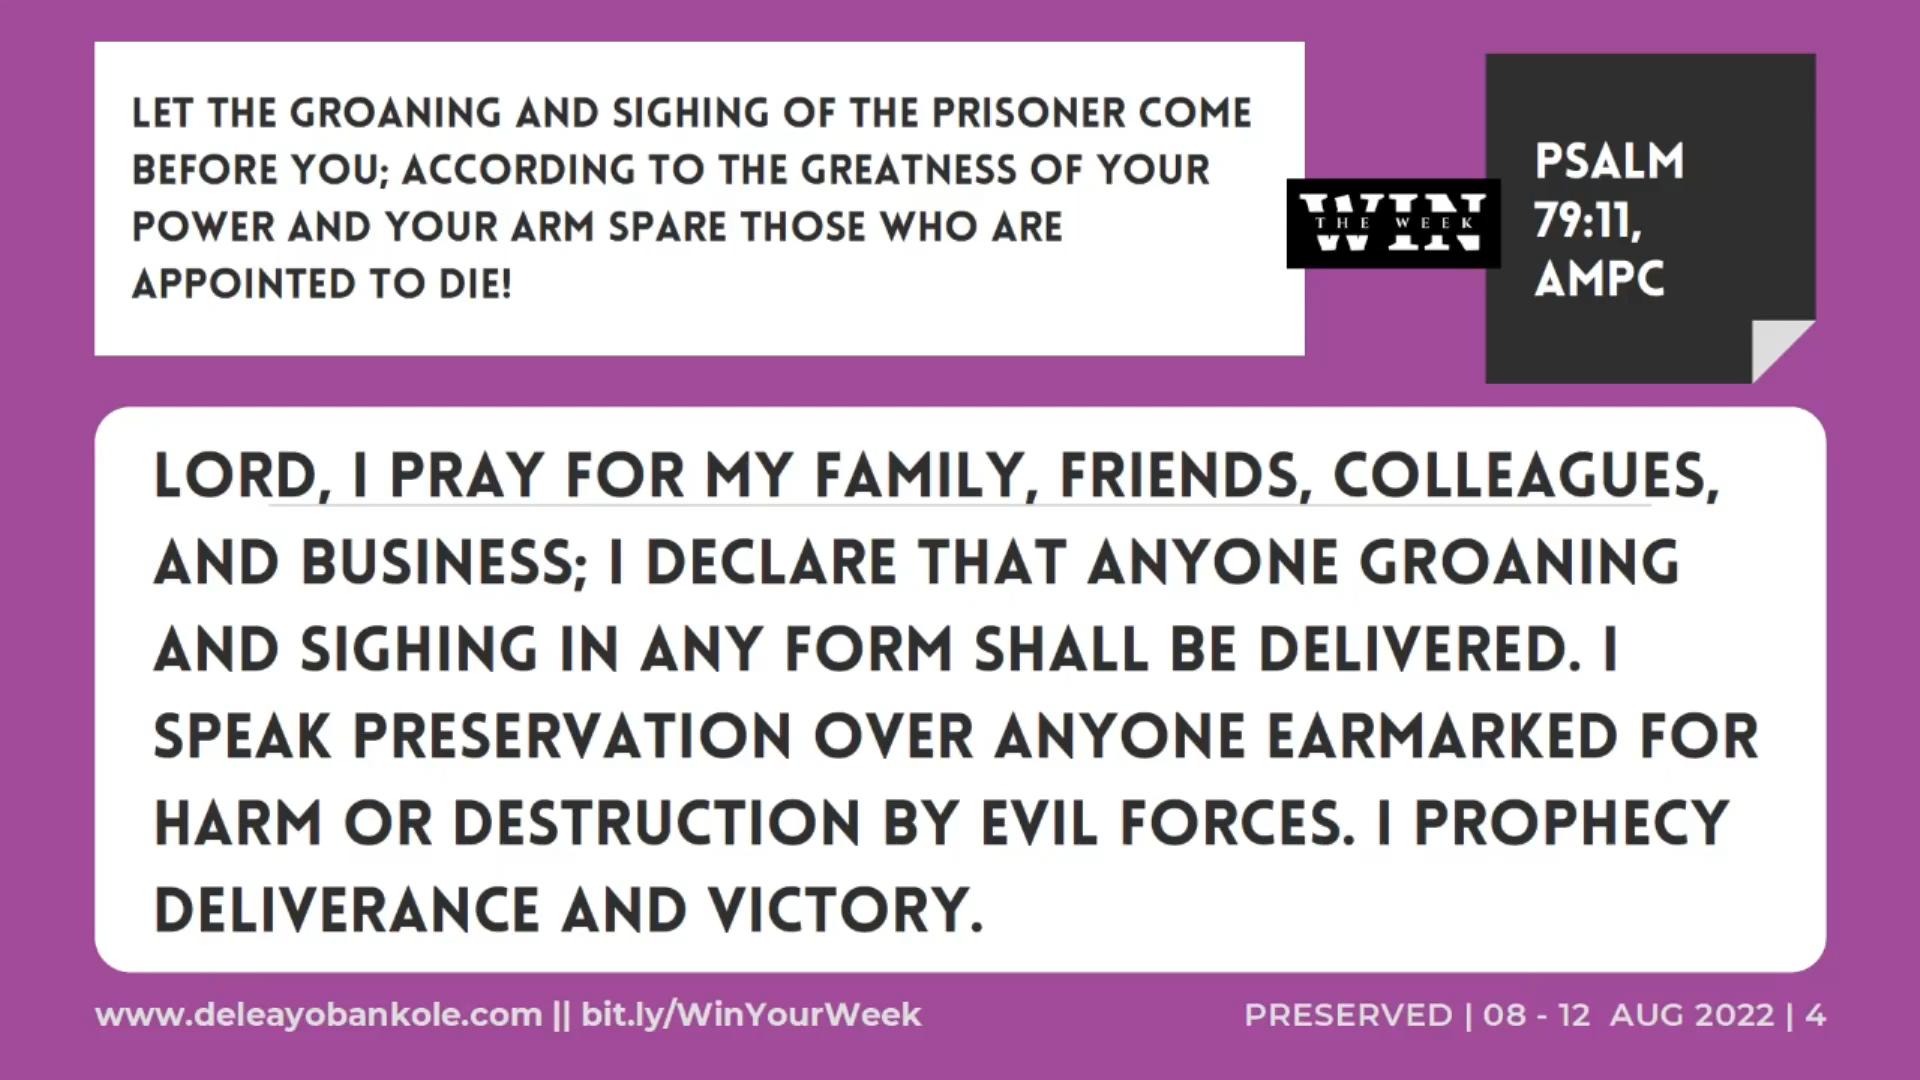 LET THE GROANING AND SIGHING OF THE PRISONER COME
BEFORE YOU; ACCORDING TO THE GREATNESS OF YOUR
POWER AND YOUR ARM SPARE THOSE WHO ARE
APPOINTED TO DIE!
WIN
THE WEEK
PSALM
79:11,
AMPC
LORD, I PRAY FOR MY FAMILY, FRIENDS, COLLEAGUES,
AND BUSINESS; I DECLARE THAT ANYONE GROANING
AND SIGHING IN ANY FORM SHALL BE DELIVERED. I
SPEAK PRESERVATION OVER ANYONE EARMARKED FOR
HARM OR DESTRUCTION BY EVIL FORCES. I PROPHECY
DELIVERANCE AND VICTORY.
www.deleayobankole.com || bit.ly/WinYourWeek
PRESERVED | 08 - 12 AUG 2022 | 4